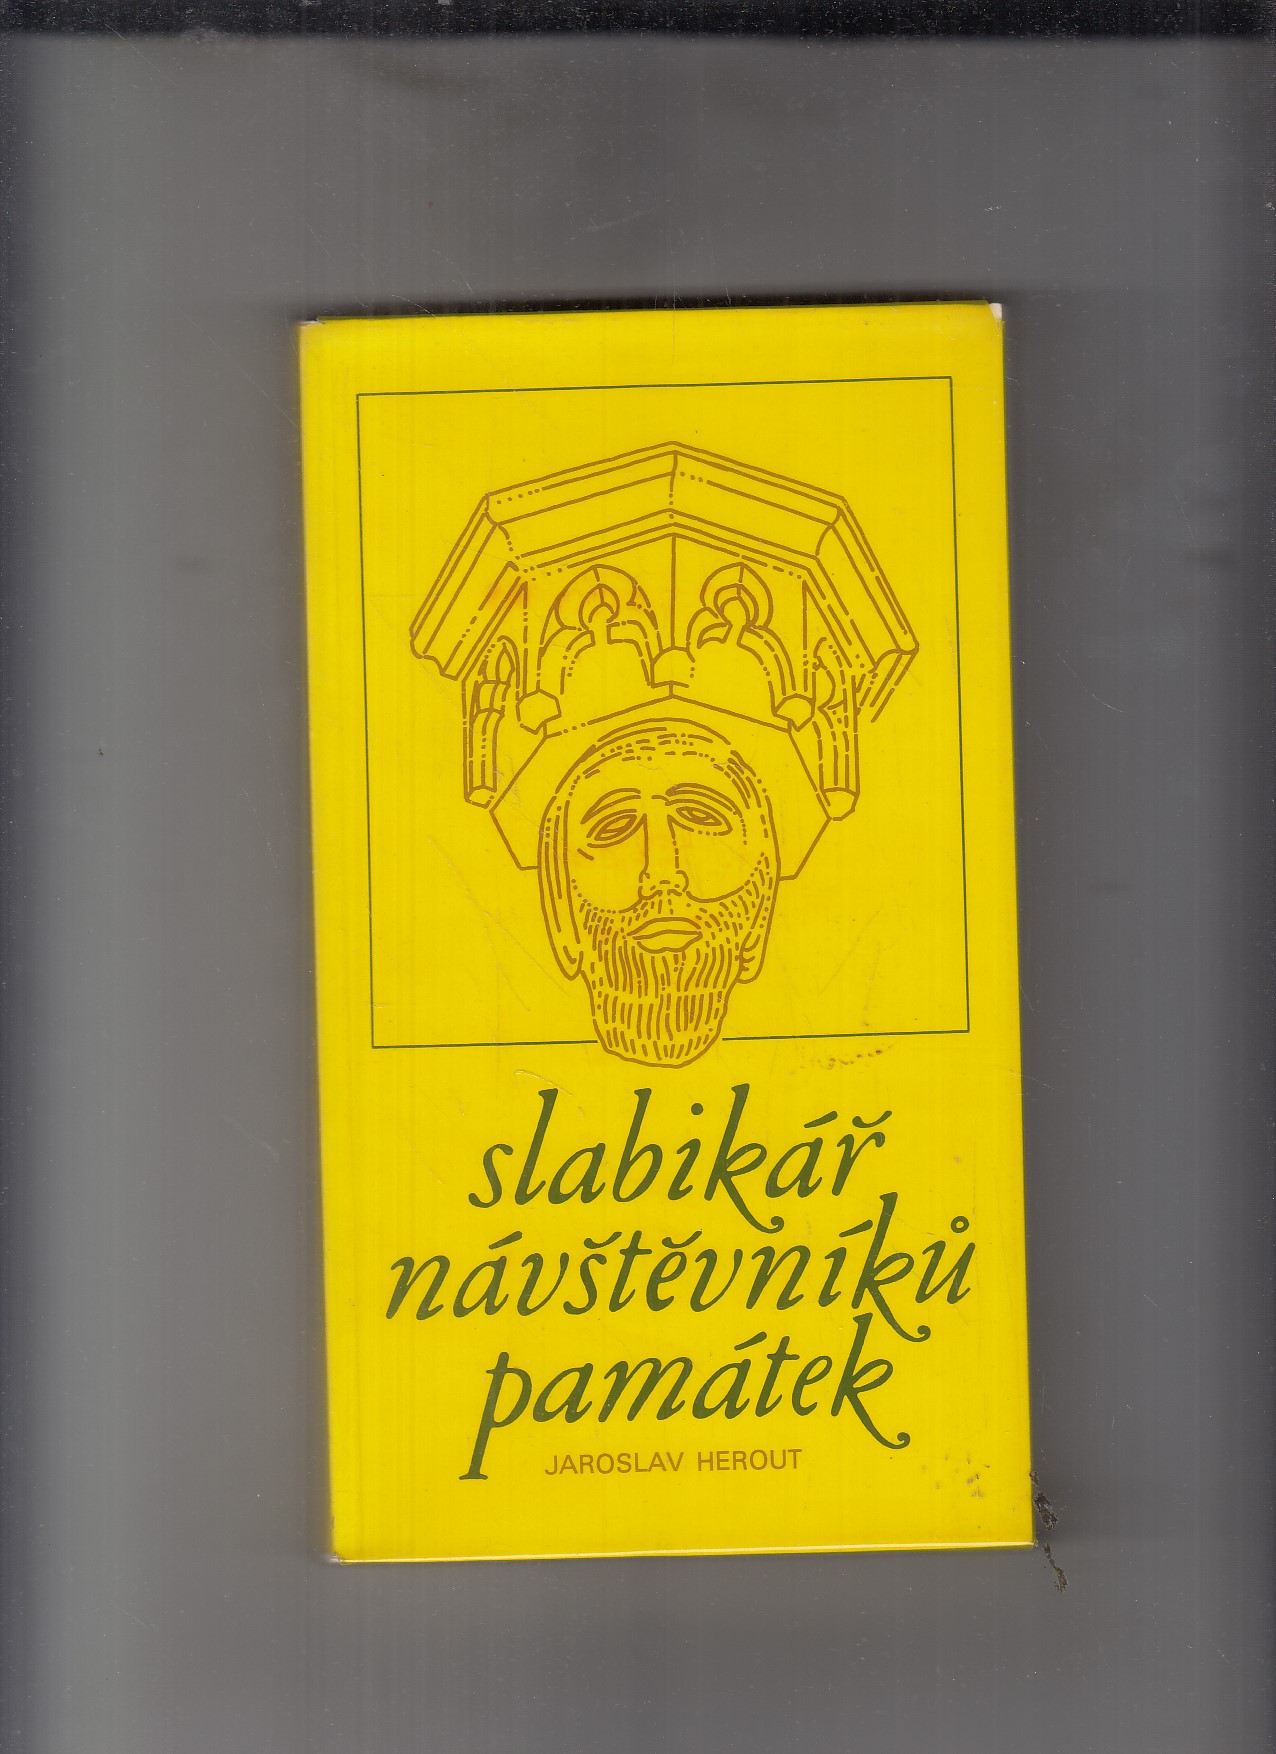 slabikář
návštěvníků
památek
JAROSLAV HEROUT